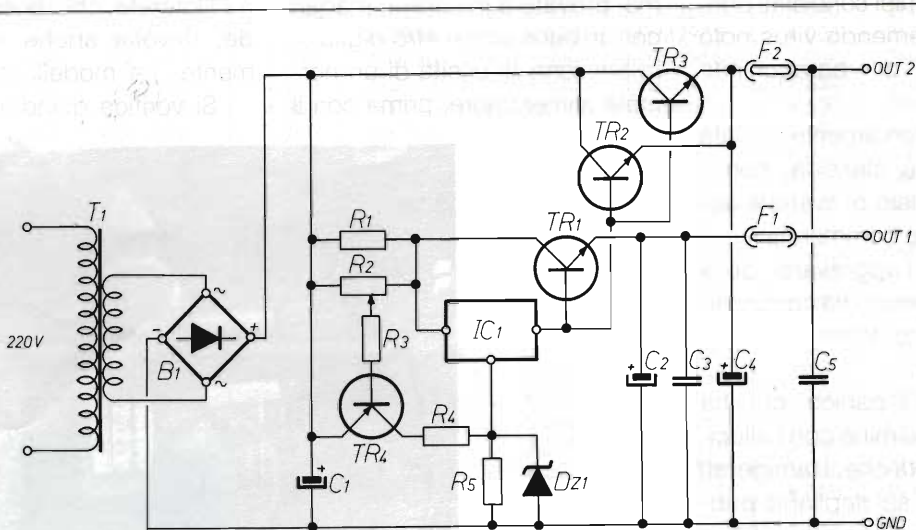 F2
OUT 2
TR3
TR2
T1
R1
TR1
F1
OUT 1
R2
220V
~
-
+
B1
~
R3
IC1
+
C2
C3
+
C4
C5
TR4
R4
+
C1
R5
DZ1
GND